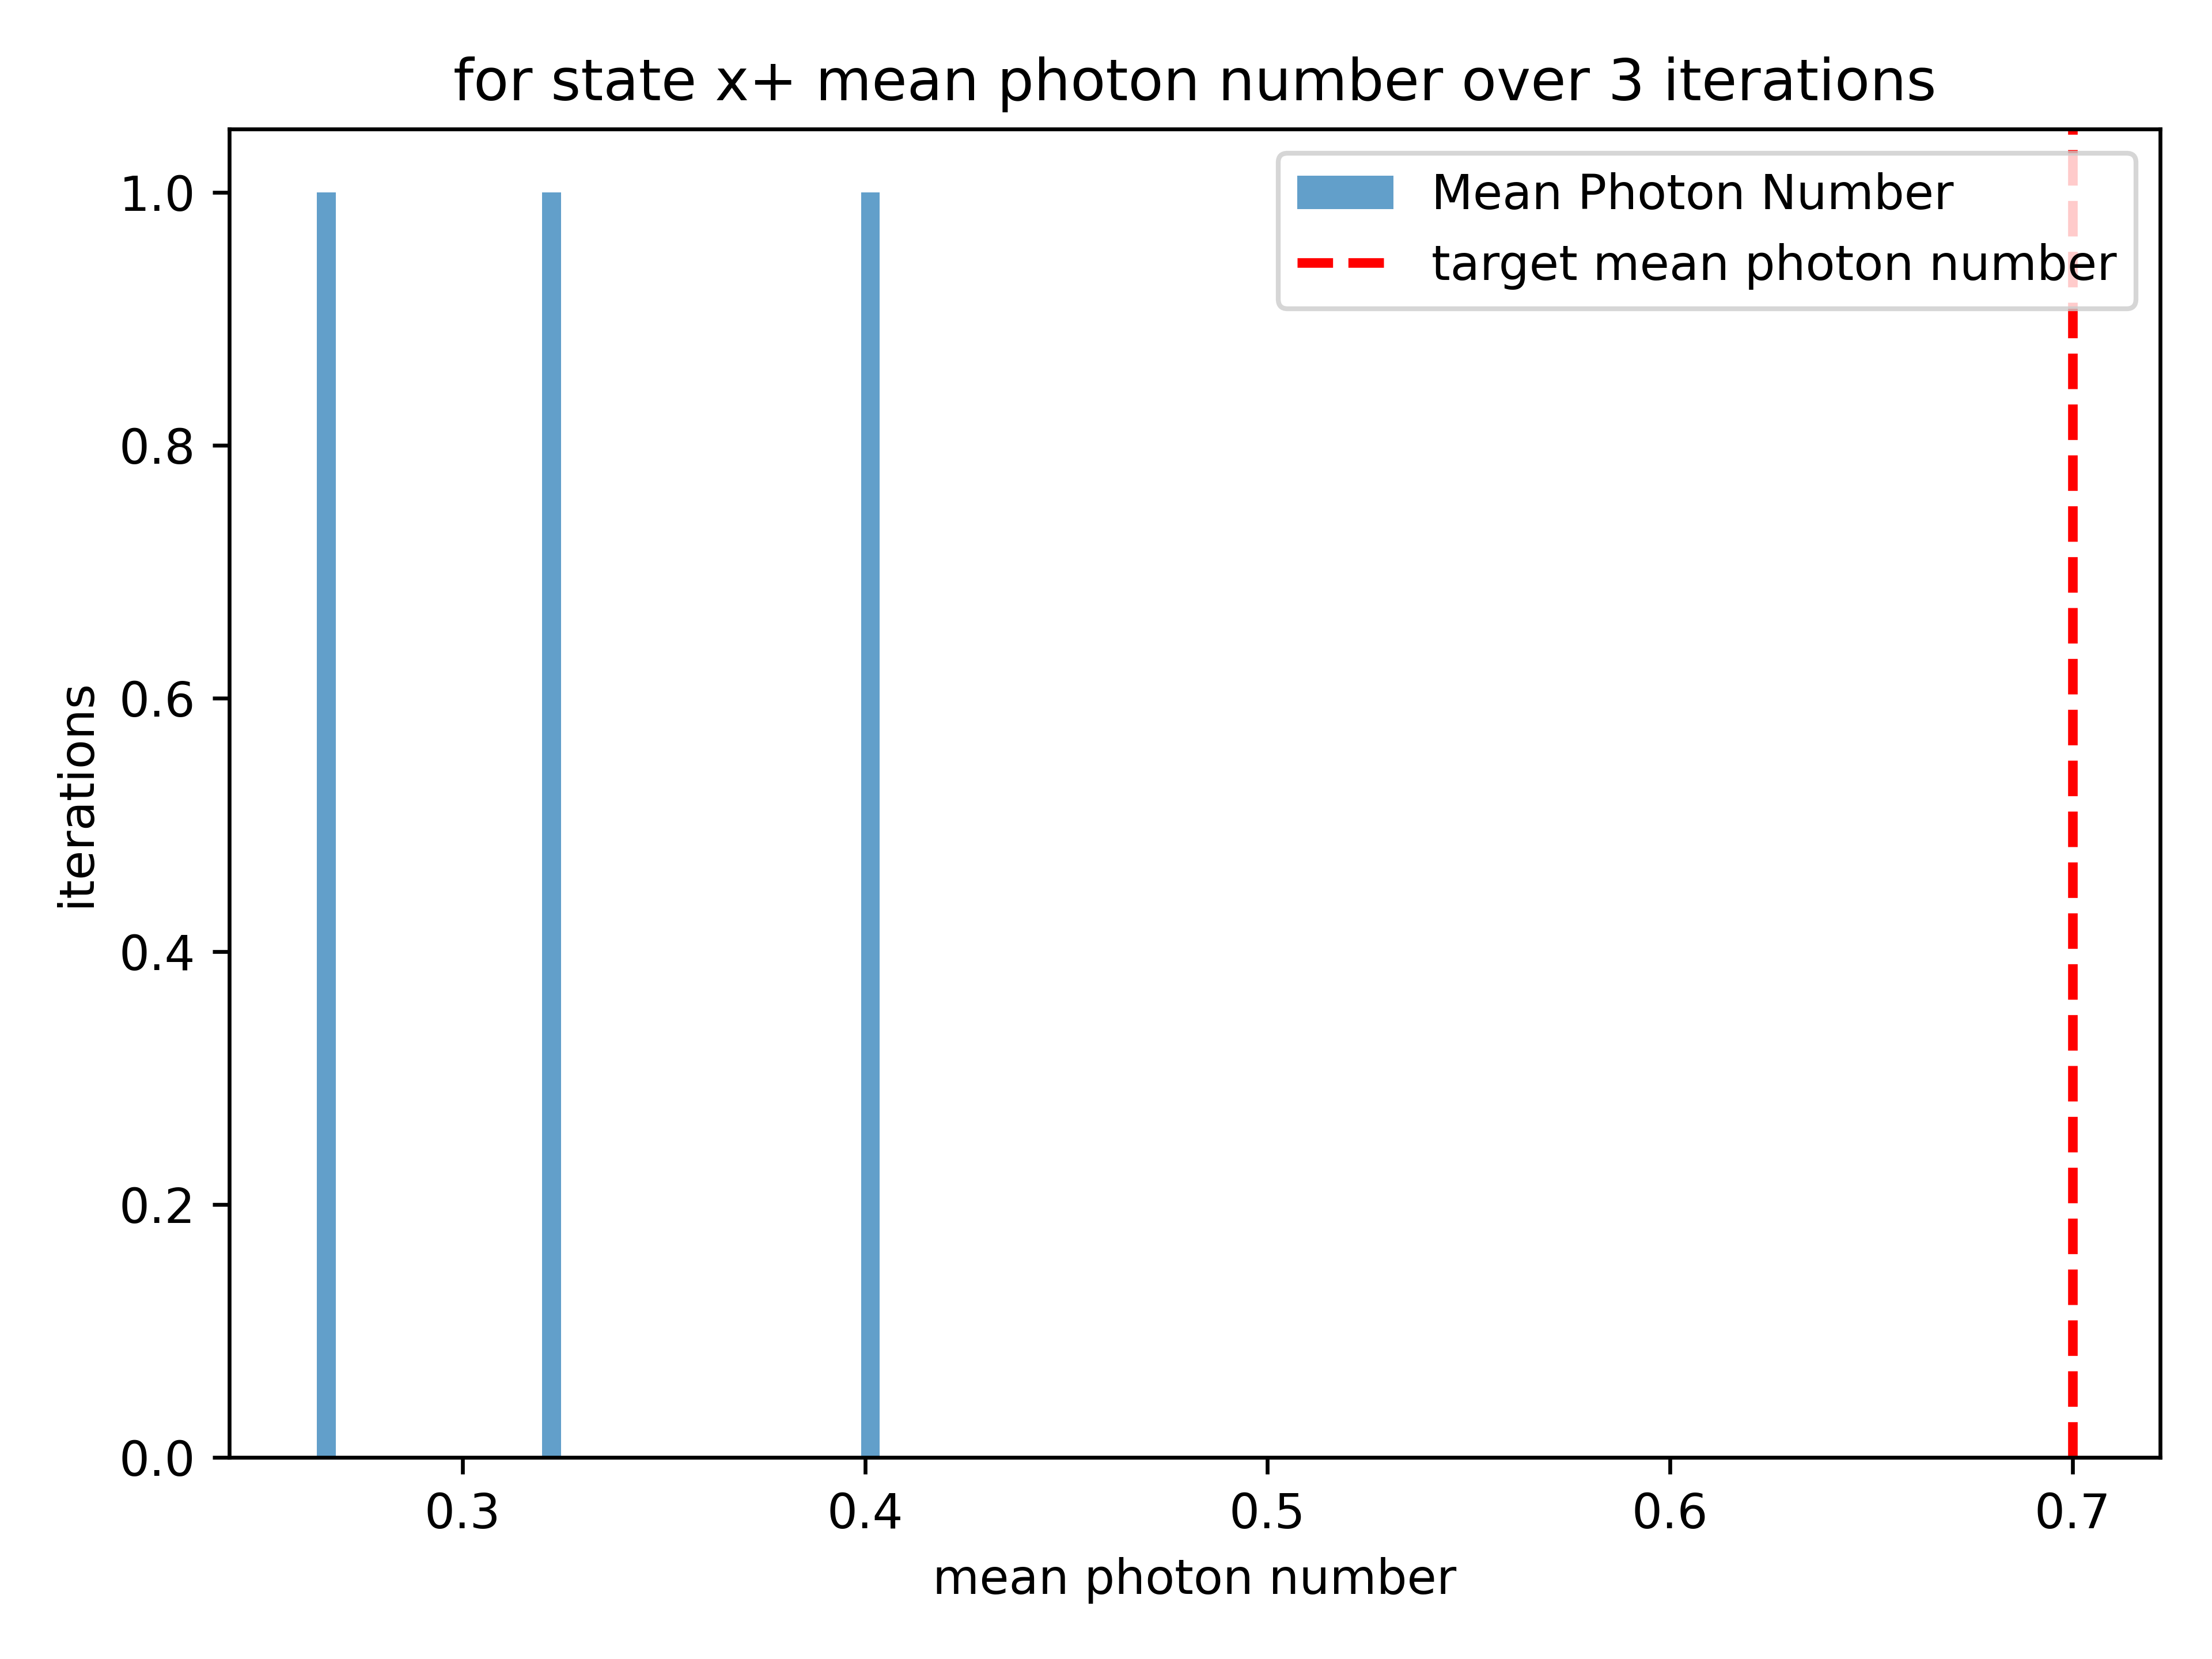 for state x+ mean photon number over 3 iterations
Mean Photon Number
target mean photon number
1.0
0.8
0.6
0.4
0.2
0.0
iterations
0.3 0.4 0.5 0.6 0.7
mean photon number